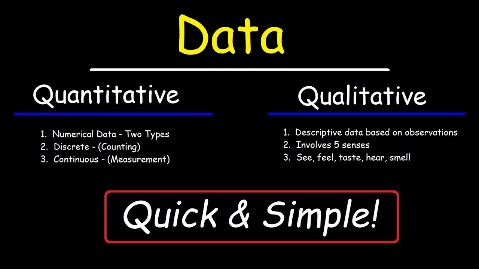 Data
Quantitative
1. Numerical Data - Two Types
2. Discrete - (Counting)
3. Continuous - (Measurement)
Qualitative
1. Descriptive data based on observations
2. Involves 5 senses
3. See, feel, taste, hear, smell
Quick & Simple!